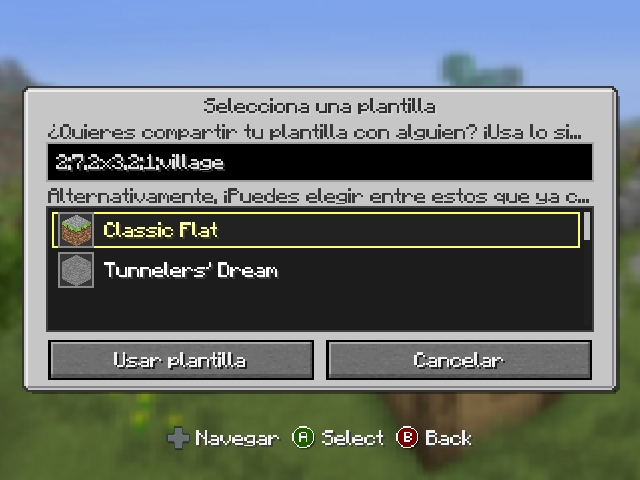 Selecciona una plantilla
¿Quieres compartir tu plantilla con alguien? ¡Usa lo si...
2;7,2x3,2;1;village
Alternativamente, ¡Puedes elegir entre estos que ya c...
Classic Flat
Tunnelers' Dream
Usar plantilla
Cancelar
Navegar A Select B Back